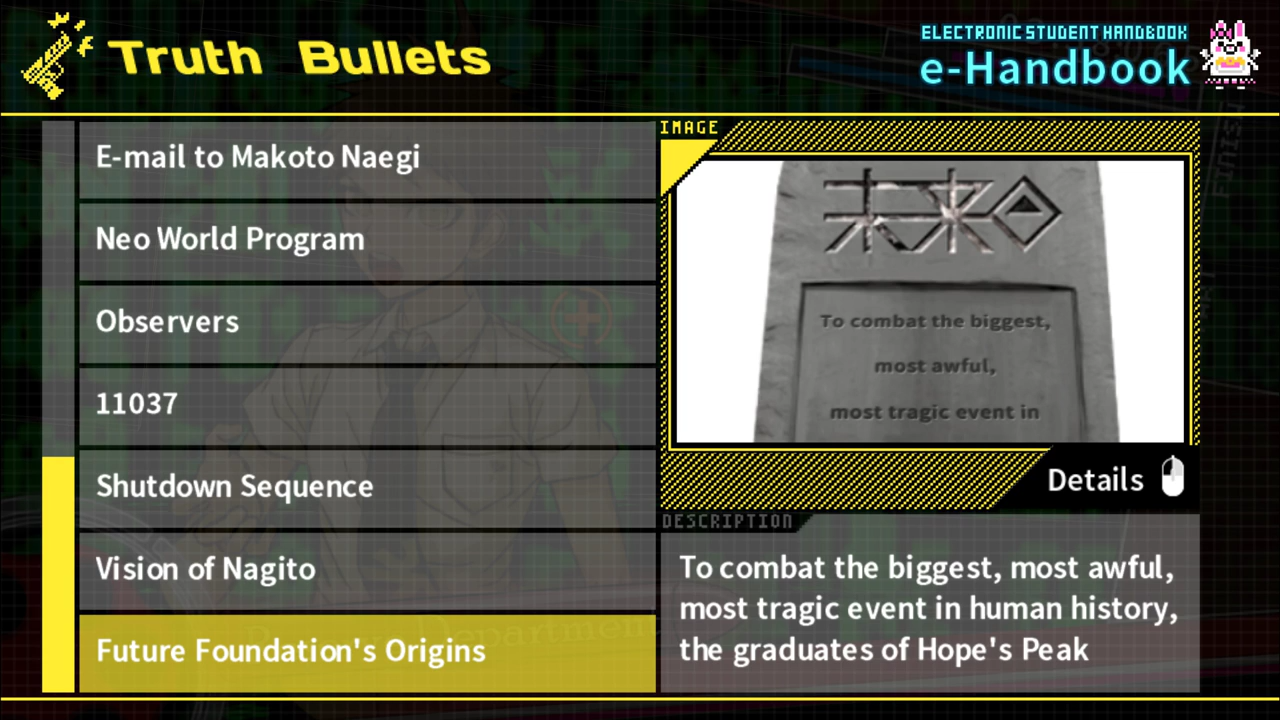 Truth Bullets
ELECTRONIC STUDENT HANDBOOK
e-Handbook
E-mail to Makoto Naegi
Neo World Program
Observers
11037
Shutdown Sequence
Vision of Nagito
Future Foundation's Origins
IMAGE
未来
To combat the biggest,
most awful,
most tragic event in
Details
DESCRIPTION
To combat the biggest, most awful,
most tragic event in human history,
the graduates of Hope's Peak